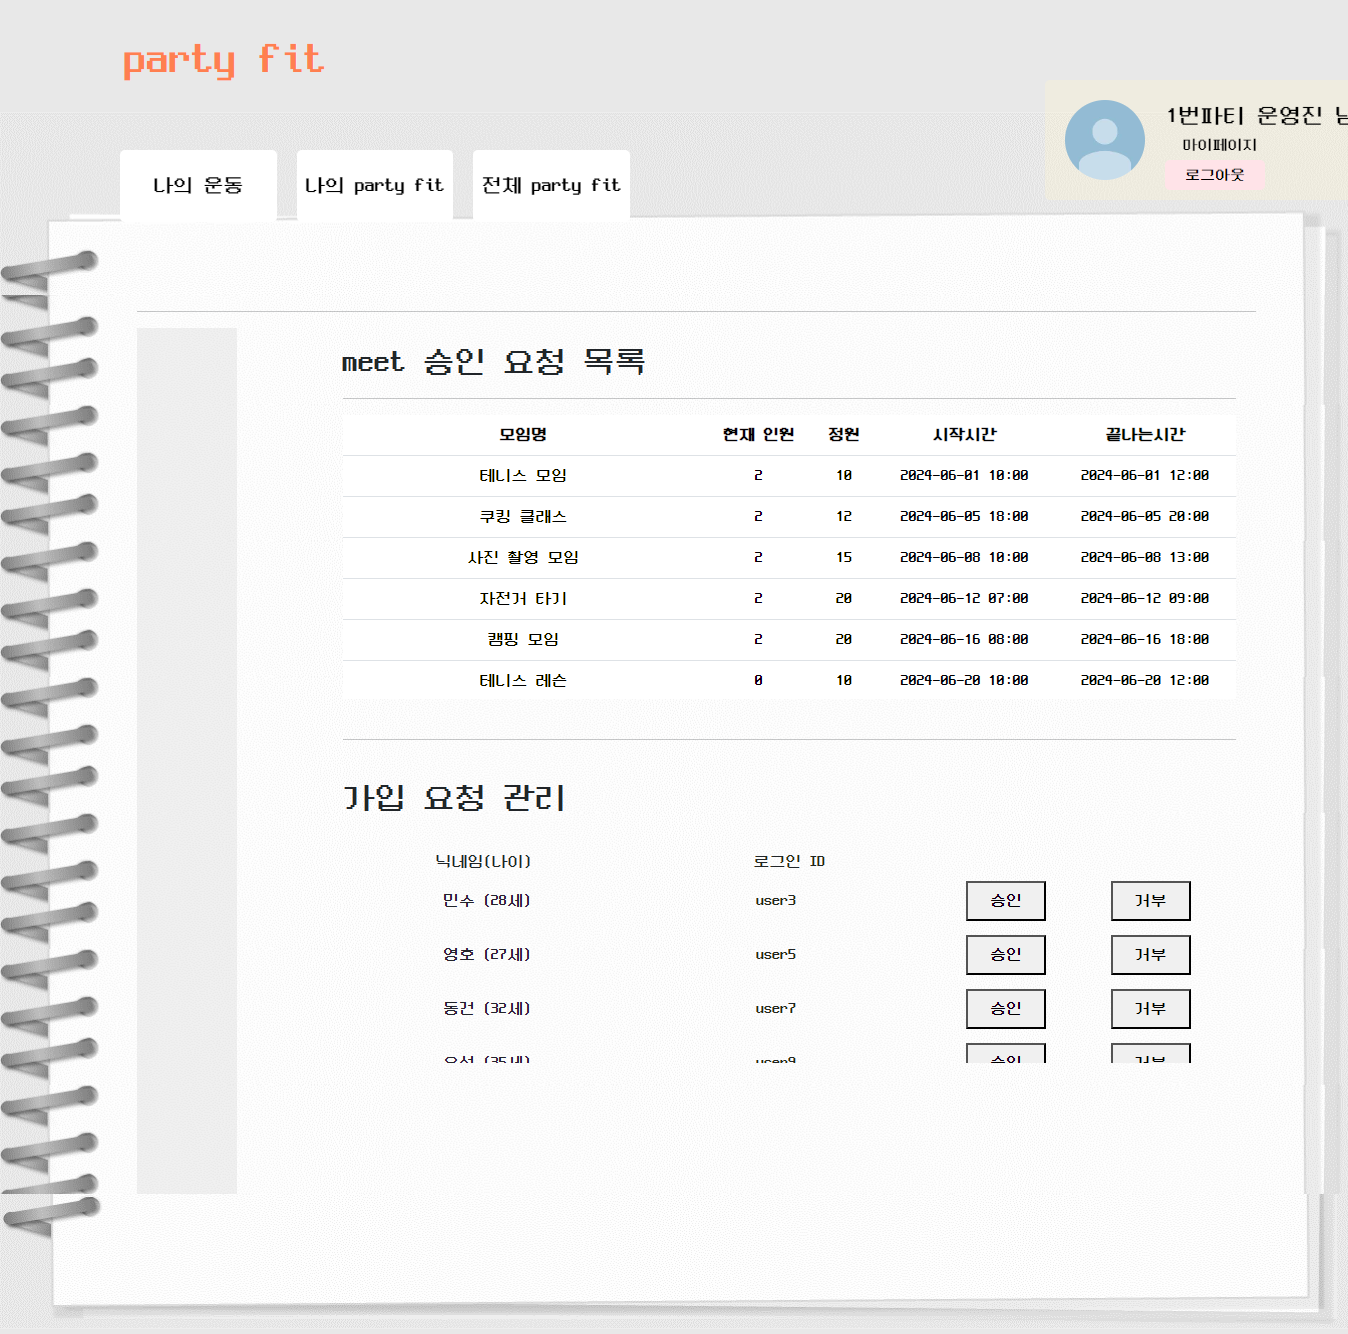 party fit
1번파티 운영진 님
마이페이지
로그아웃
나의 운동 나의 party fit 전체 party fit
meet 승인 요청 목록
모임명 현재 인원 정원 시작시간 끝나는시간
테니스 모임 2 10 2024-06-01 10:00 2024-06-01 12:00
쿠킹 클래스 2 12 2024-06-05 18:00 2024-06-05 20:00
사진 촬영 모임 2 15 2024-06-08 10:00 2024-06-08 13:00
자전거 타기 2 20 2024-06-12 07:00 2024-06-12 09:00
캠핑 모임 2 20 2024-06-16 08:00 2024-06-16 18:00
테니스 레슨 0 10 2024-06-20 10:00 2024-06-20 12:00
가입 요청 관리
닉네임(나이) 로그인 ID
민수 (28세) user3 승인 거부
영호 (27세) user5 승인 거부
동건 (32세) user7 승인 거부
(35세) user9 승인 거부